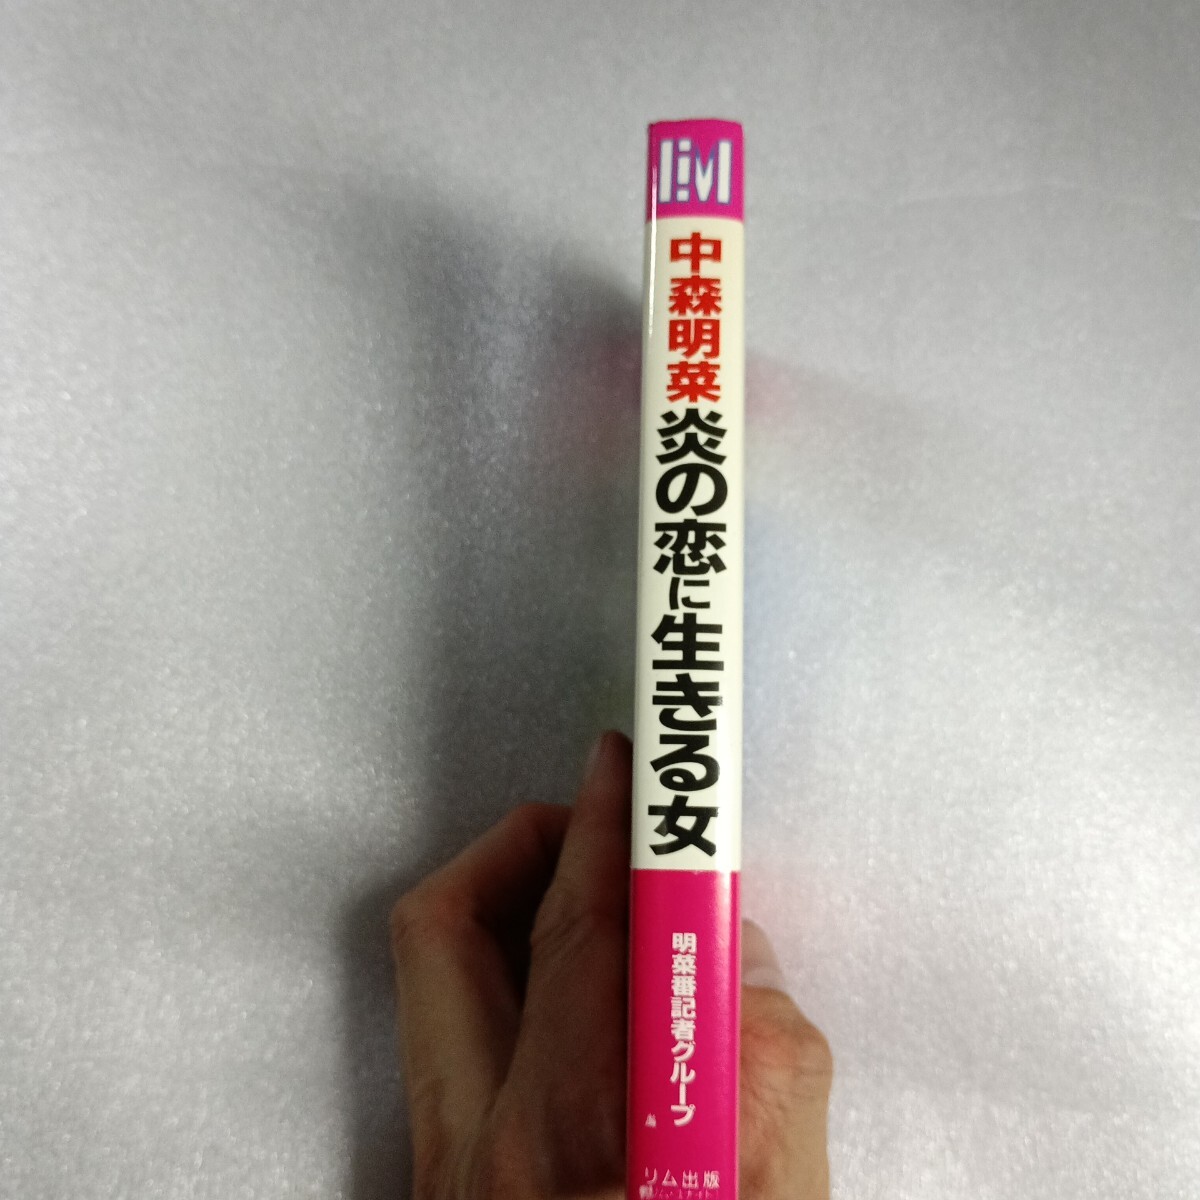 LiM
中森明菜
炎の恋に生きる女
明菜番記者グループ
リム出版